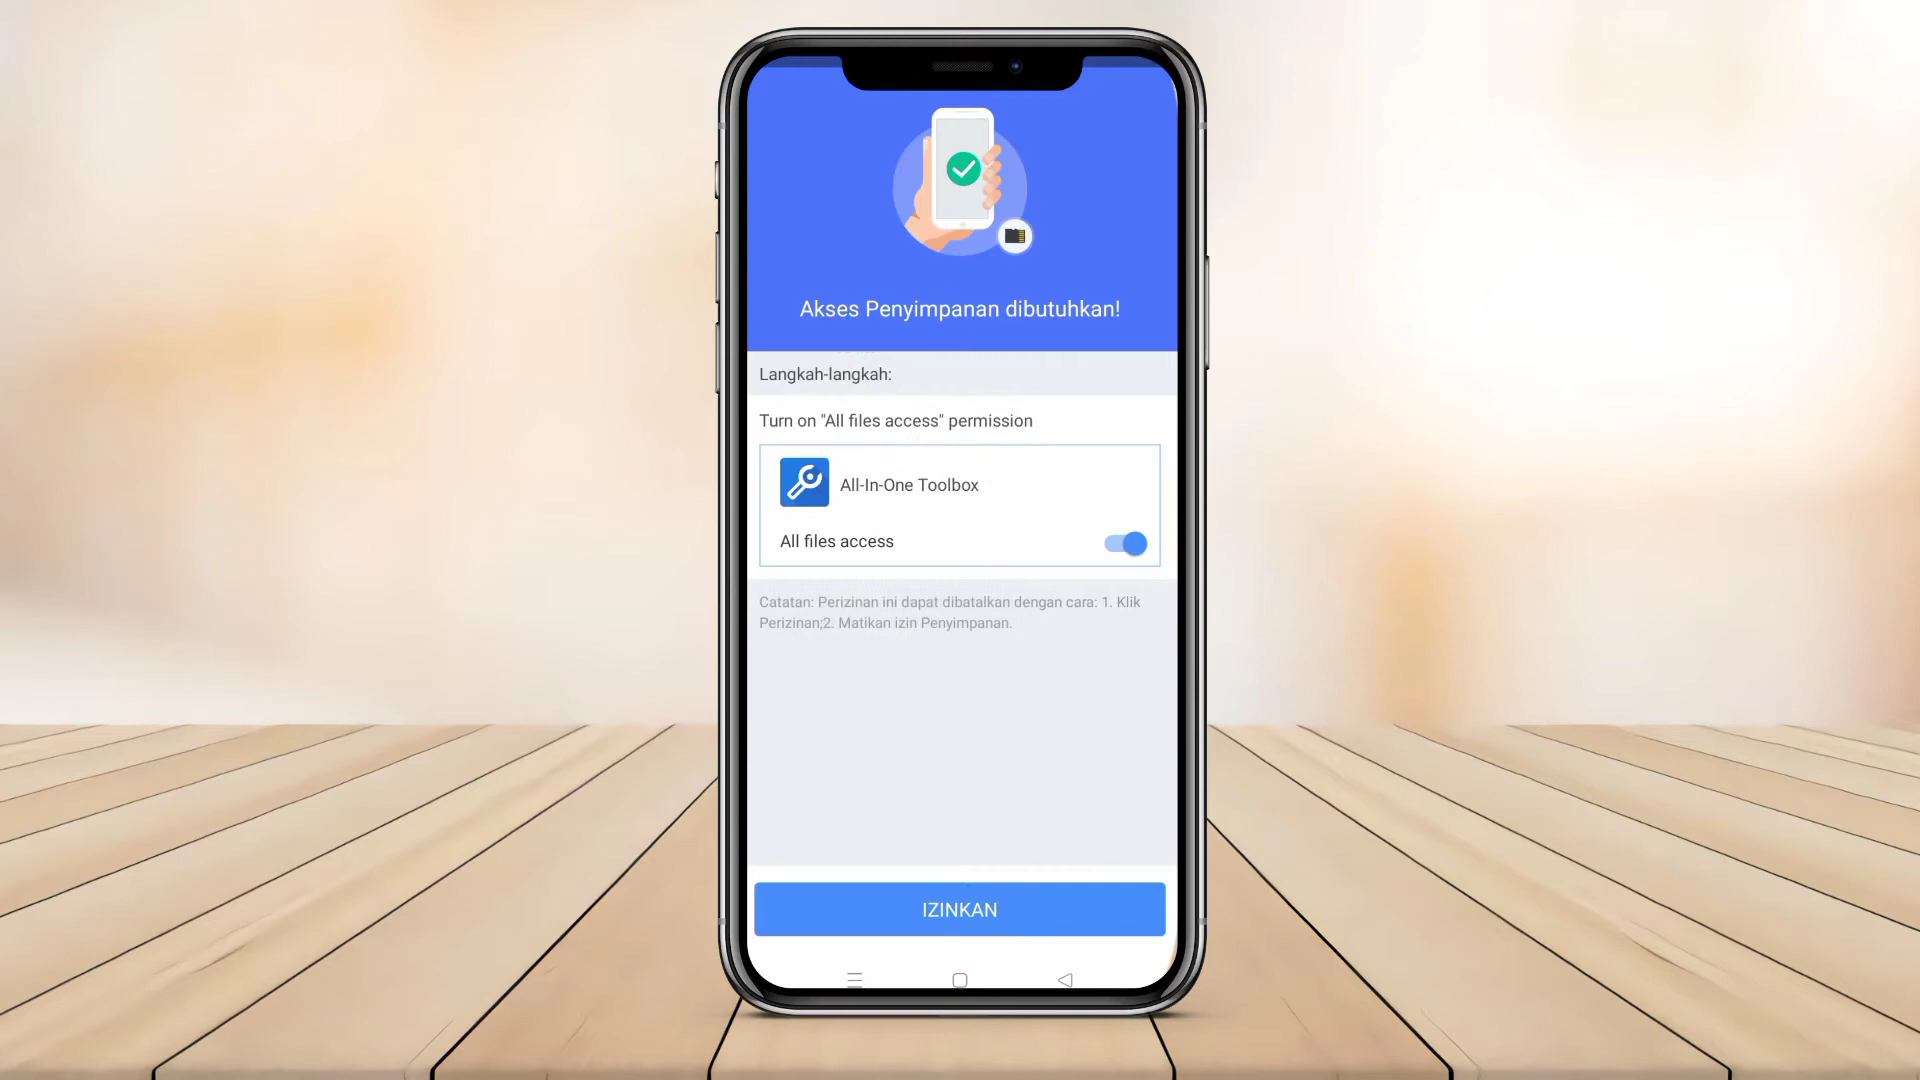 Akses Penyimpanan dibutuhkan!
Langkah-langkah:
Turn on "All files access" permission
All-In-One Toolbox
All files access
Catatan: Perizinan ini dapat dibatalkan dengan cara: 1. Klik
Perizinan;2. Matikan izin Penyimpanan.
IZINKAN